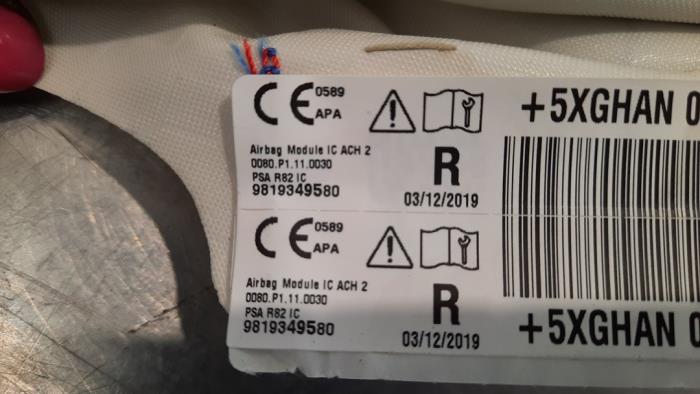 CE 0589
APA
+5XGHAN 0
Airbag Module IC ACH 2
0080.P1.11.0030
PSA R82 IC
9819349580
R
03/12/2019
CE 0589
APA
Airbag Module IC ACH 2
0080.P1.11.0030
PSA R82 IC
9819349580
R
03/12/2019
+5XGHAN 0